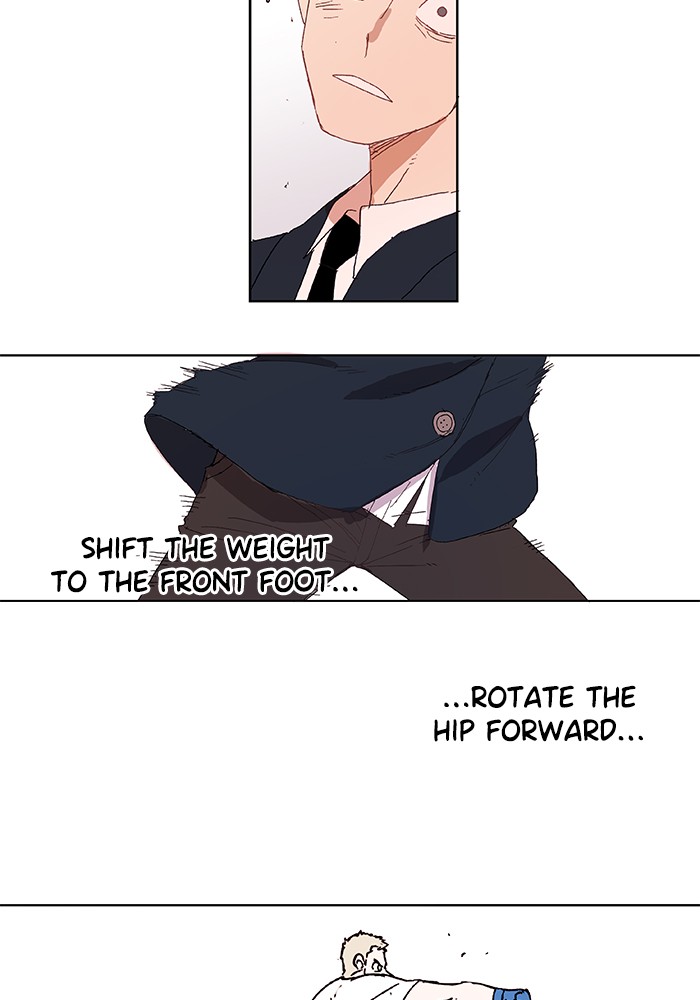 SHIFT THE WEIGHT
TO THE FRONT FOOT...
...ROTATE THE
HIP FORWARD...